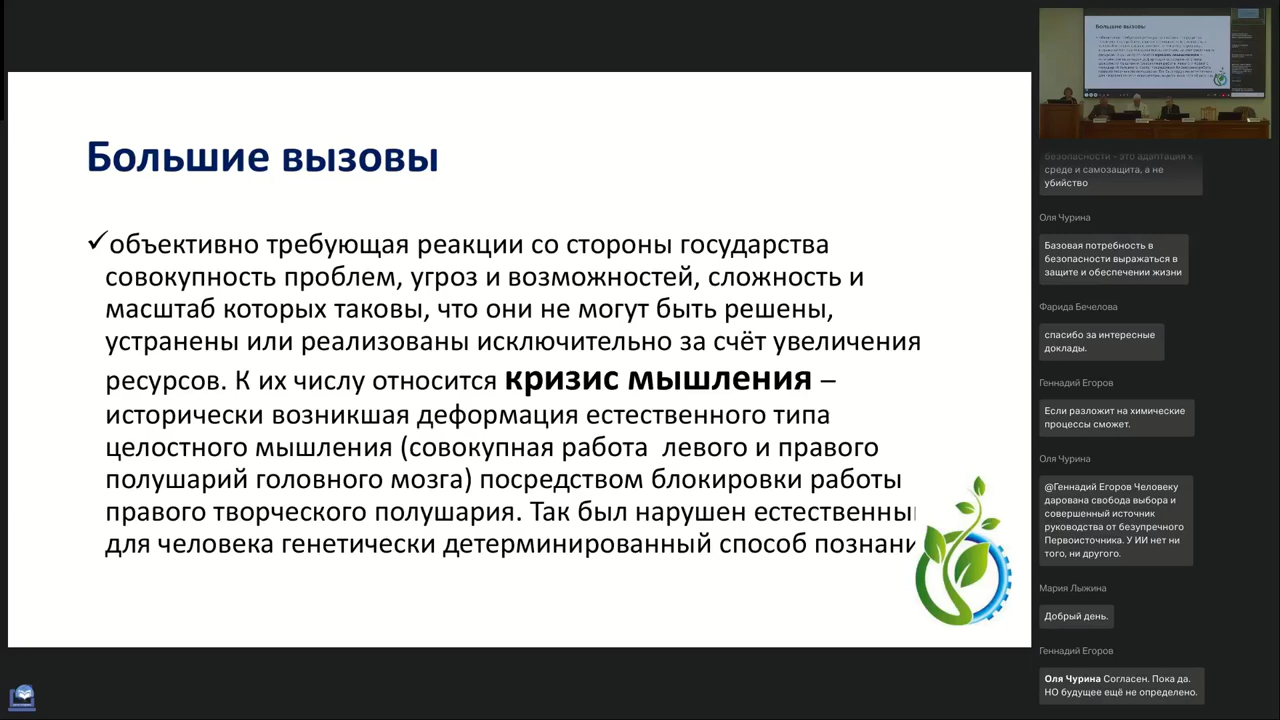 Большие вызовы
✓объективно требующая реакции со стороны государства
совокупность проблем, угроз и возможностей, сложность и
масштаб которых таковы, что они не могут быть решены,
устранены или реализованы исключительно за счёт увеличения
ресурсов. К их числу относится кризис мышления –
исторически возникшая деформация естественного типа
целостного мышления (совокупная работа левого и правого
полушарий головного мозга) посредством блокировки работы
правого творческого полушария. Так был нарушен естественны
для человека генетически детерминированный способ познани
Большие вызовы
безопасности - это адаптация к
среде и самозащита, а не
убийство
Оля Чурина
Базовая потребность в
безопасности выражаться в
защите и обеспечении жизни
Фарида Бечелова
спасибо за интересные
доклады.
Геннадий Егоров
Если разложит на химические
процессы сможет.
Оля Чурина
@Геннадий Егоров Человеку
дарована свобода выбора и
совершенный источник
руководства от безупречного
Первоисточника. У ИИ нет ни
того, ни другого.
Мария Лыжина
Добрый день.
Геннадий Егоров
Оля Чурина Согласен. Пока да.
НО будущее ещё не определено.